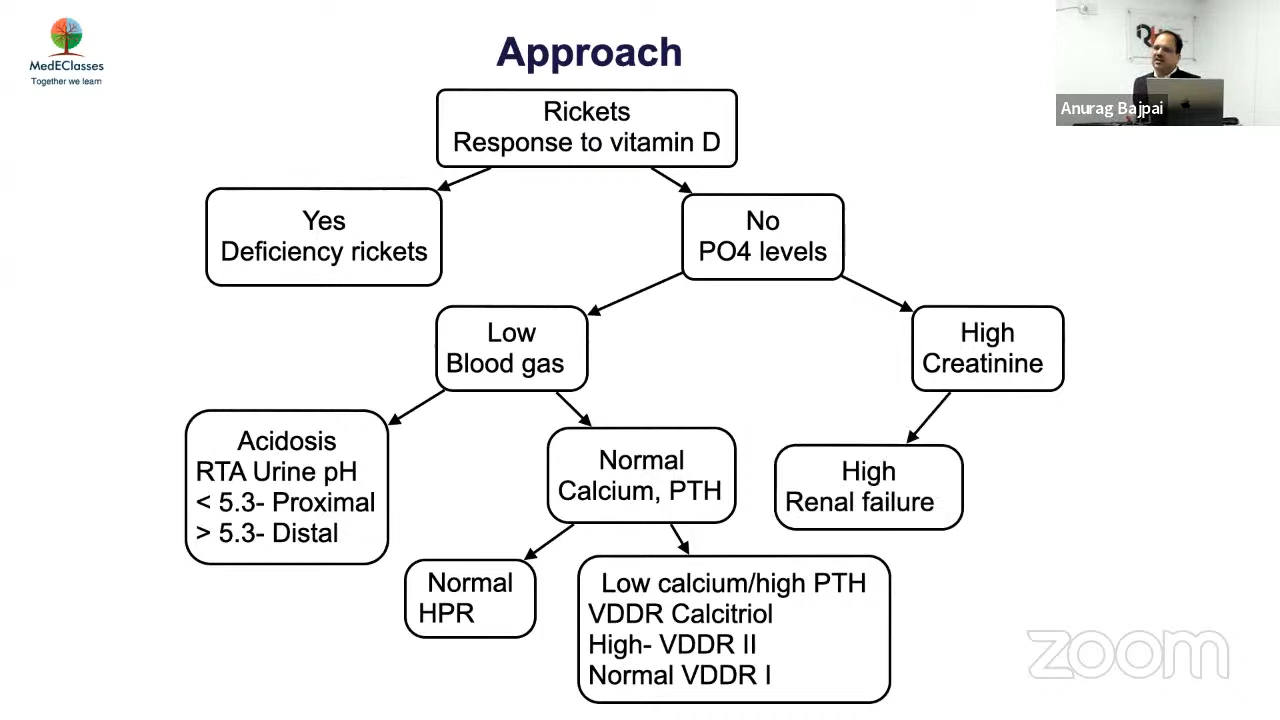 MedEClasses
Together we learn
Approach
Anurag Bajpai
Rickets
Response to vitamin D
Yes
Deficiency rickets
No
PO4 levels
Low
Blood gas
High
Creatinine
Acidosis
RTA Urine pH
< 5.3- Proximal
> 5.3- Distal
Normal
Calcium, PTH
High
Renal failure
Normal
HPR
Low calcium/high PTH
VDDR Calcitriol
High- VDDR II
Normal VDDR I
zoom